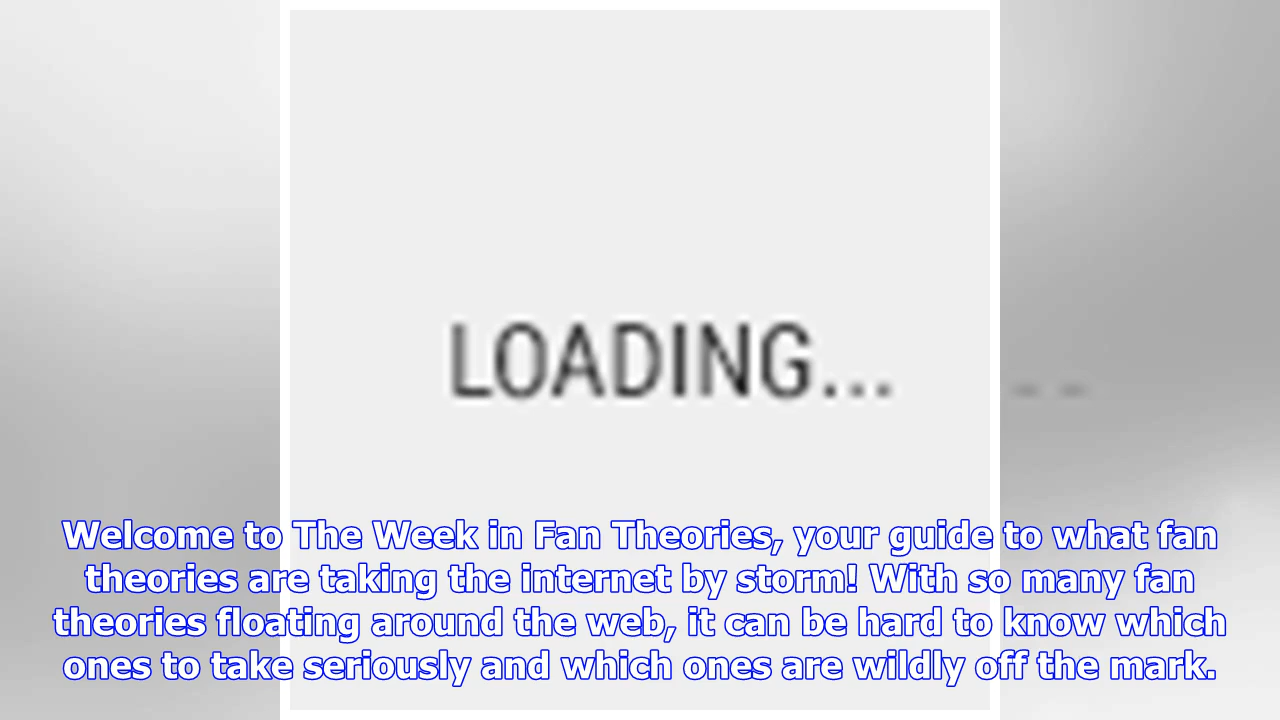 LOADING...
Welcome to The Week in Fan Theories, your guide to what fan
theories are taking the internet by storm! With so many fan
theories floating around the web, it can be hard to know which
ones to take seriously and which ones are wildly off the mark.